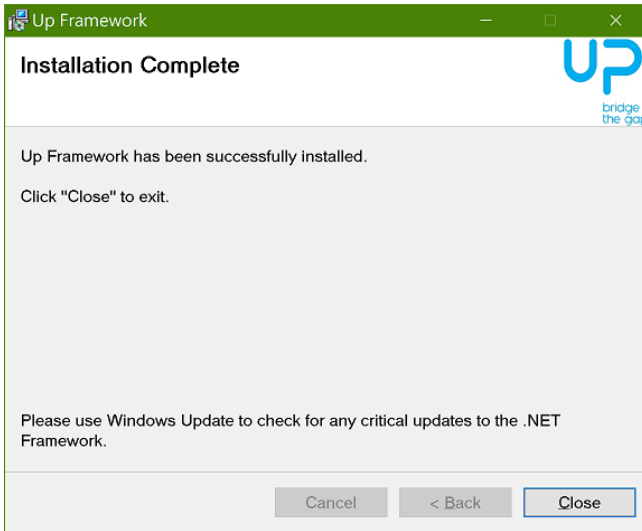 Up Framework
Installation Complete
UP
bridge
the gap
Up Framework has been successfully installed.
Click "Close" to exit.
Please use Windows Update to check for any critical updates to the .NET
Framework.
Cancel
< Back
Close